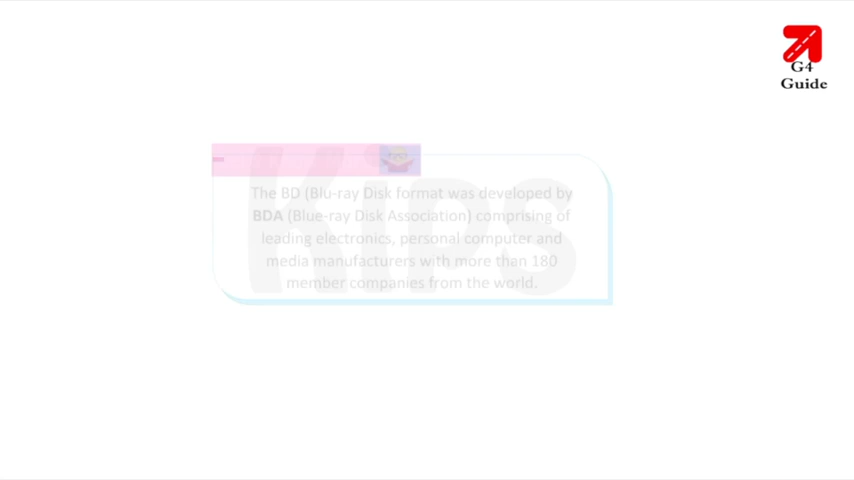 G4
Guide
Kips
The BD (Blu-ray Disk format was developed by
BDA (Blue-ray Disk Association) comprising of
leading electronics, personal computer and
media manufacturers with more than 180
member companies from the world.